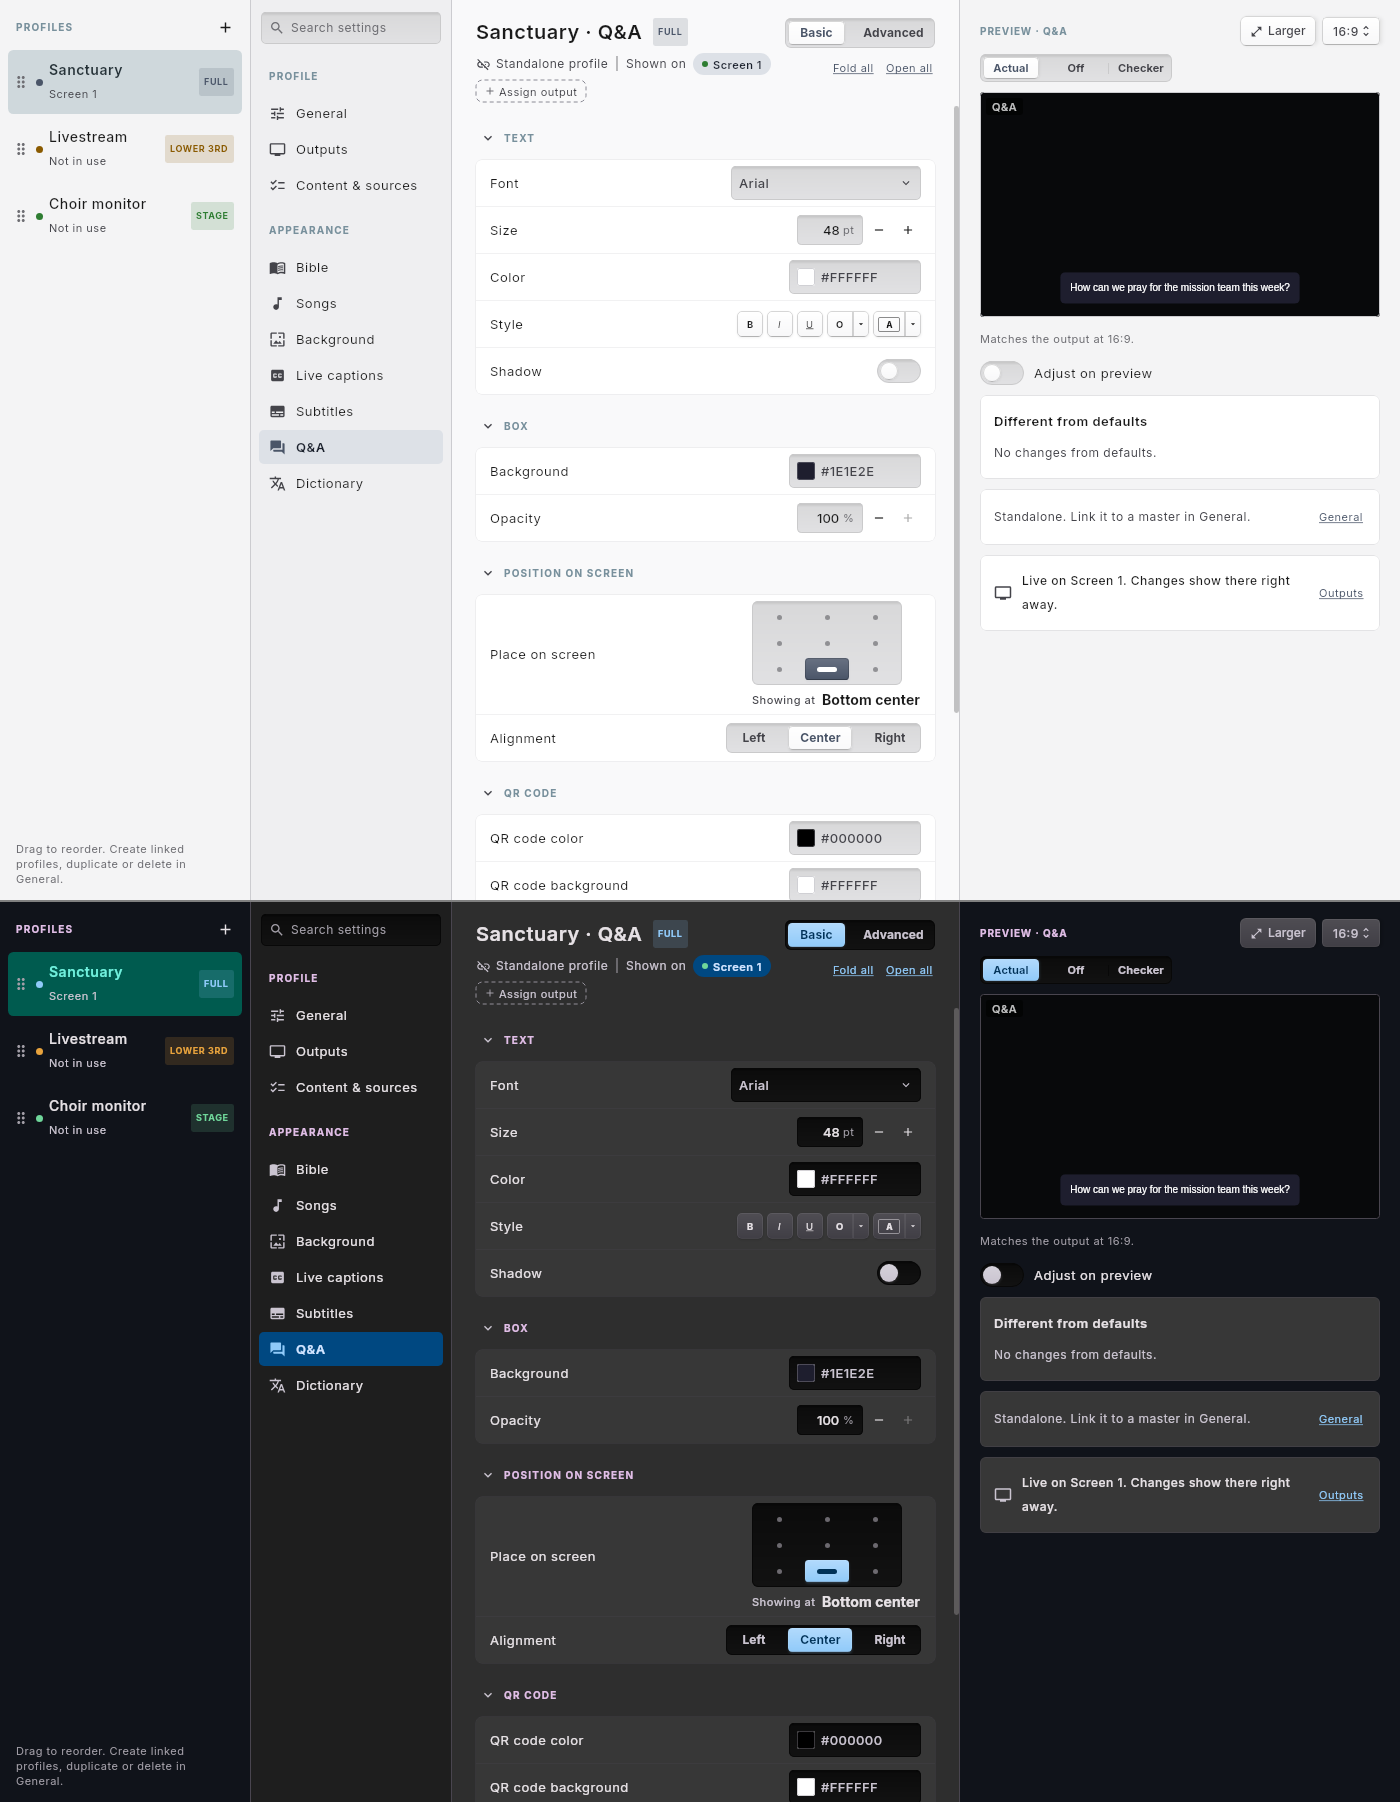 PROFILES
Sanctuary
Screen 1
FULL
Livestream
Not in use
LOWER 3RD
Choir monitor
Not in use
STAGE
Drag to reorder. Create linked
profiles, duplicate or delete in
General.
Search settings
PROFILE
General
Outputs
Content & sources
APPEARANCE
Bible
Songs
Background
Live captions
Subtitles
Q&A
Dictionary
Sanctuary · Q&A
FULL
Basic
Advanced
Standalone profile | Shown on
Screen 1
Fold all
Open all
+ Assign output
TEXT
Font
Arial
Size
48 pt
Color
#FFFFFF
Style
B
I
U
O
A
Shadow
BOX
Background
#1E1E2E
Opacity
100 %
POSITION ON SCREEN
Place on screen
Showing at Bottom center
Alignment
Left
Center
Right
QR CODE
QR code color
#000000
QR code background
#FFFFFF
PREVIEW · Q&A
Larger
16:9
Actual
Off
Checker
Q&A
How can we pray for the mission team this week?
Matches the output at 16:9.
Adjust on preview
Different from defaults
No changes from defaults.
Standalone. Link it to a master in General.
General
Live on Screen 1. Changes show there right
away.
Outputs
PROFILES
Sanctuary
Screen 1
FULL
Livestream
Not in use
LOWER 3RD
Choir monitor
Not in use
STAGE
Drag to reorder. Create linked
profiles, duplicate or delete in
General.
Search settings
PROFILE
General
Outputs
Content & sources
APPEARANCE
Bible
Songs
Background
Live captions
Subtitles
Q&A
Dictionary
Sanctuary · Q&A
FULL
Basic
Advanced
Standalone profile | Shown on
Screen 1
Fold all
Open all
+ Assign output
TEXT
Font
Arial
Size
48 pt
Color
#FFFFFF
Style
B
I
U
O
A
Shadow
BOX
Background
#1E1E2E
Opacity
100 %
POSITION ON SCREEN
Place on screen
Showing at Bottom center
Alignment
Left
Center
Right
QR CODE
QR code color
#000000
QR code background
#FFFFFF
PREVIEW · Q&A
Larger
16:9
Actual
Off
Checker
Q&A
How can we pray for the mission team this week?
Matches the output at 16:9.
Adjust on preview
Different from defaults
No changes from defaults.
Standalone. Link it to a master in General.
General
Live on Screen 1. Changes show there right
away.
Outputs